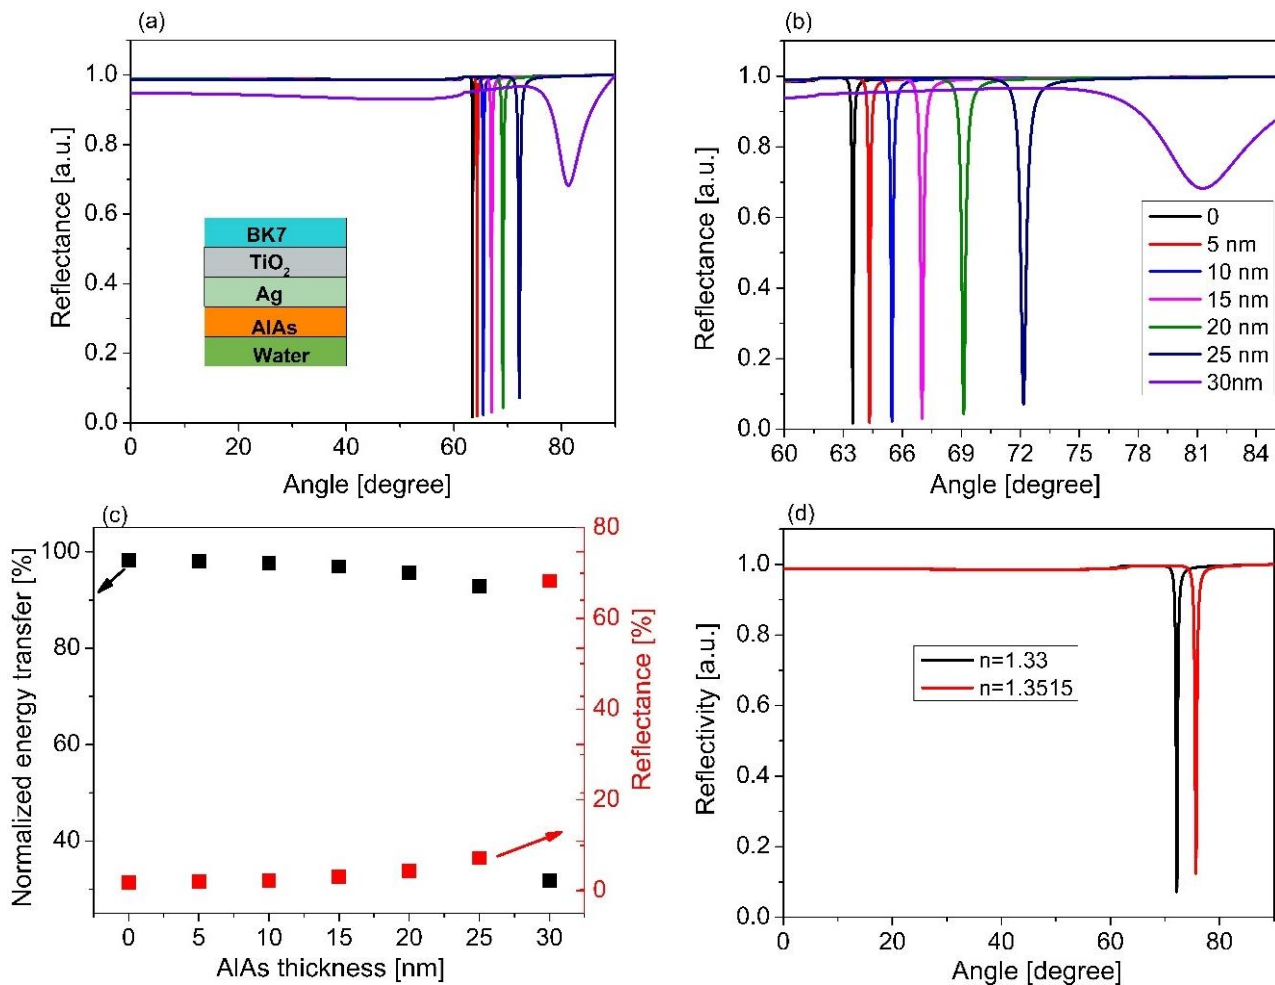 (a)
1.0
0.8
0.6
0.4
0.2
0.0
0
20
40
60
80
Reflectance [a.u.]
Angle [degree]
BK7
TiO₂
Ag
AlAs
Water
(b)
1.0
0.8
0.6
0.4
0.2
0.0
60
63
66
69
72
75
78
81
84
Reflectance [a.u.]
Angle [degree]
0
5 nm
10 nm
15 nm
20 nm
25 nm
30nm
(c)
100
80
60
40
Normalized energy transfer [%]
80
60
40
20
0
Reflectance [%]
0
5
10
15
20
25
30
AlAs thickness [nm]
(d)
1.0
0.8
0.6
0.4
0.2
0.0
0
20
40
60
80
Reflectivity [a.u.]
Angle [degree]
n=1.33
n=1.3515